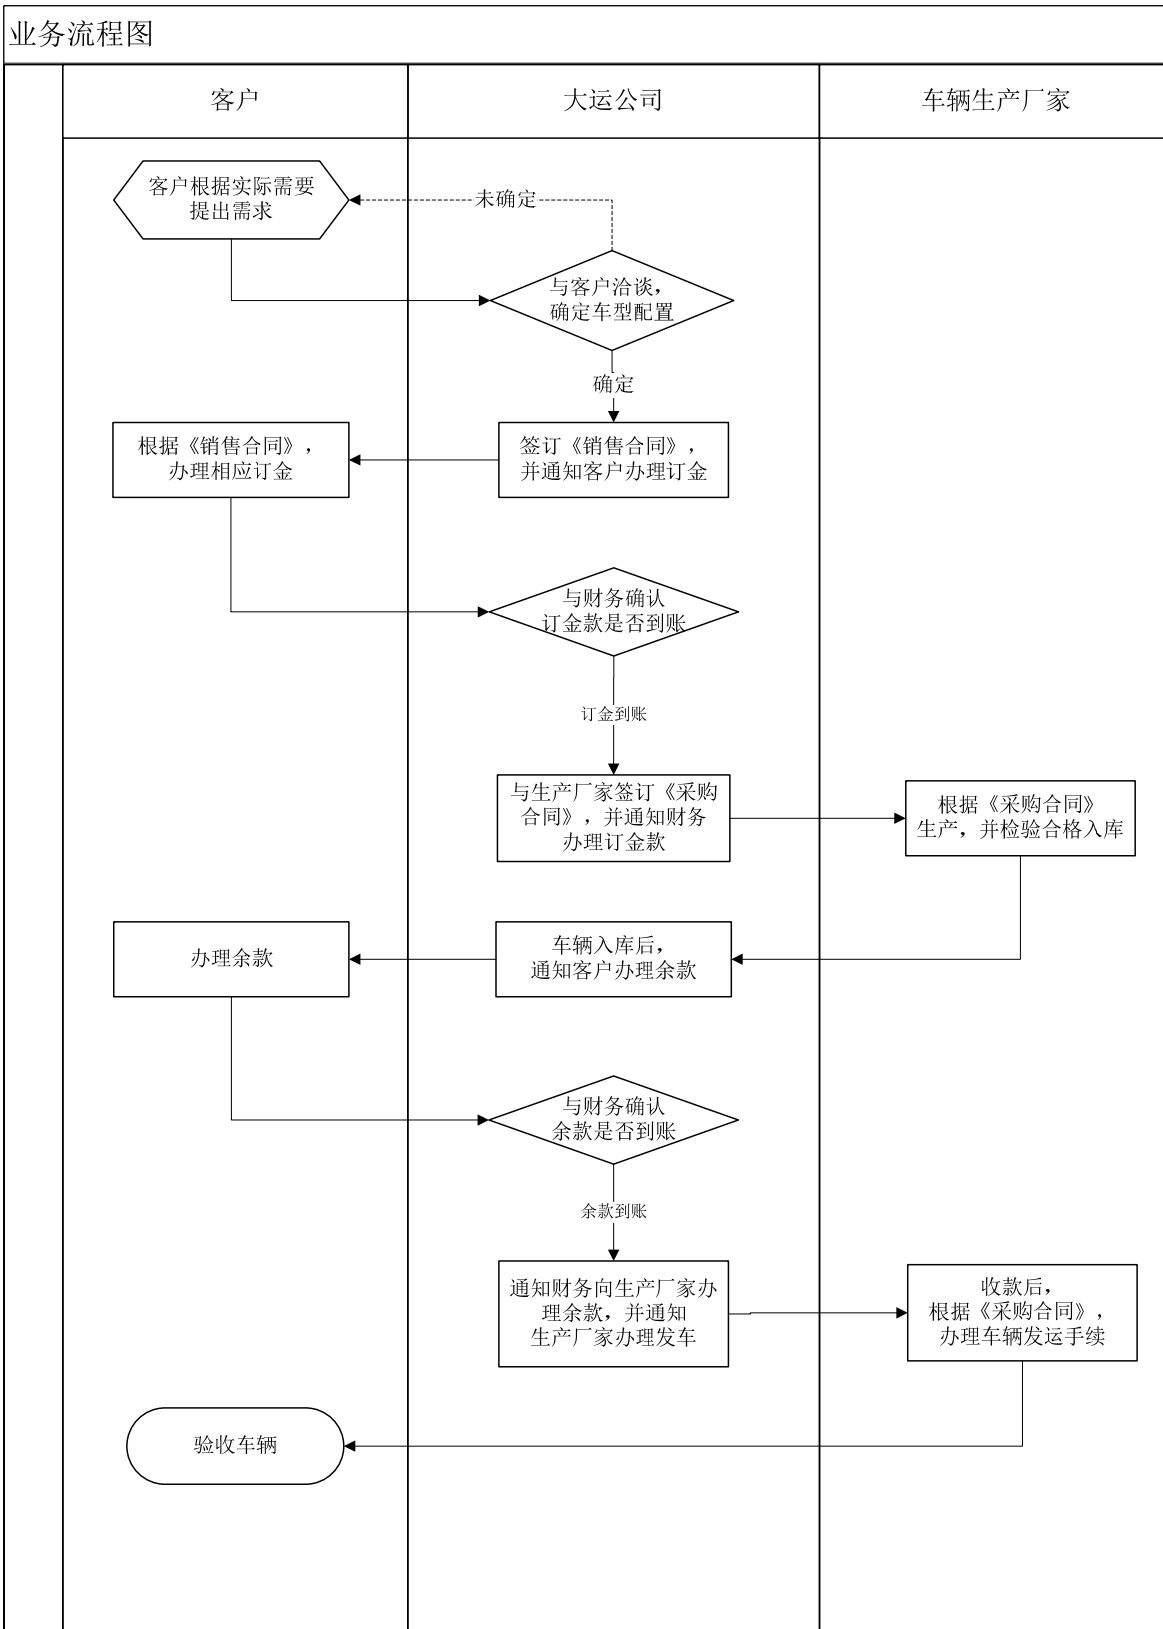 业务流程图
客户
大运公司
车辆生产厂家
客户根据实际需要
提出需求
未确定
与客户洽谈，
确定车型配置
确定
根据《销售合同》，
办理相应订金
签订《销售合同》，
并通知客户办理订金
与财务确认
订金款是否到账
订金到账
与生产厂家签订《采购
合同》，并通知财务
办理订金款
根据《采购合同》
生产，并检验合格入库
办理余款
车辆入库后，
通知客户办理余款
与财务确认
余款是否到账
余款到账
通知财务向生产厂家办
理余款，并通知
生产厂家办理发车
收款后，
根据《采购合同》，
办理车辆发运手续
验收车辆